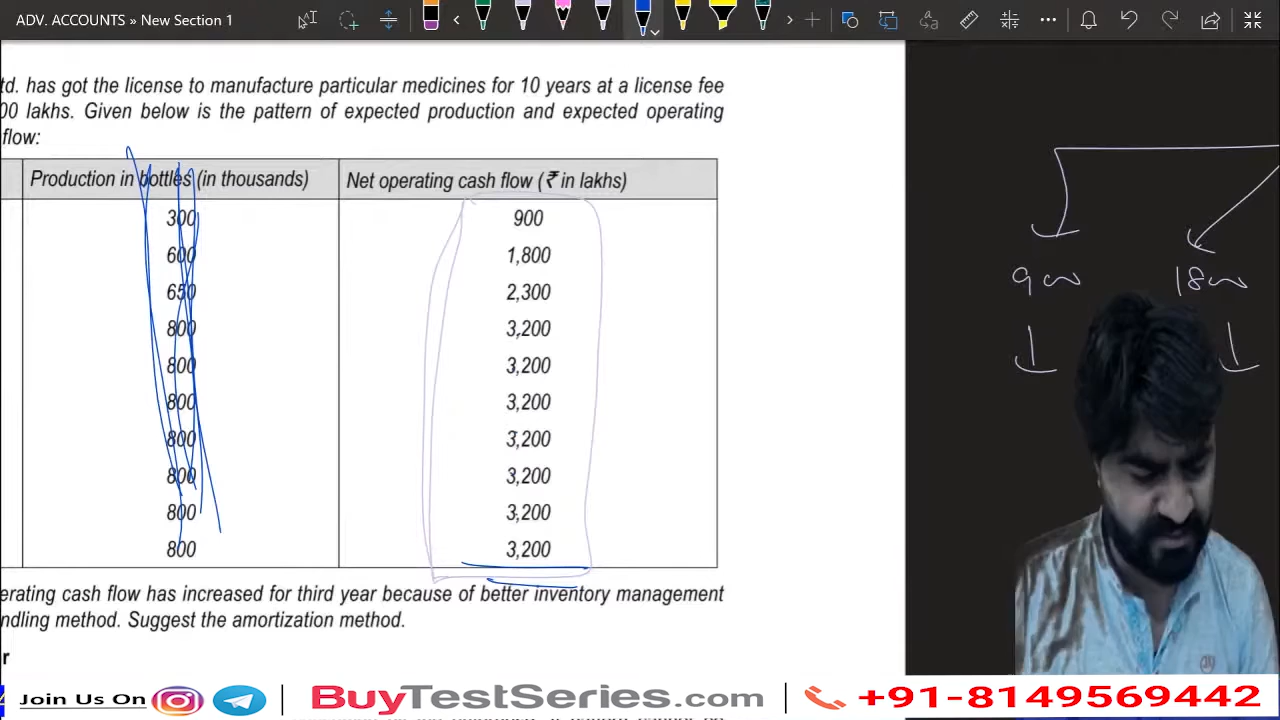 ADV. ACCOUNTS » New Section 1
td. has got the license to manufacture particular medicines for 10 years at a license fee
00 lakhs. Given below is the pattern of expected production and expected operating
flow:
Production in bottles (in thousands) Net operating cash flow (₹ in lakhs)
300 900
600 1,800
650 2,300
800 3,200
800 3,200
800 3,200
800 3,200
800 3,200
800 3,200
800 3,200
900 1800
erating cash flow has increased for third year because of better inventory management
ndling method. Suggest the amortization method.
r
Join Us On BuyTestSeries.com +91-8149569442